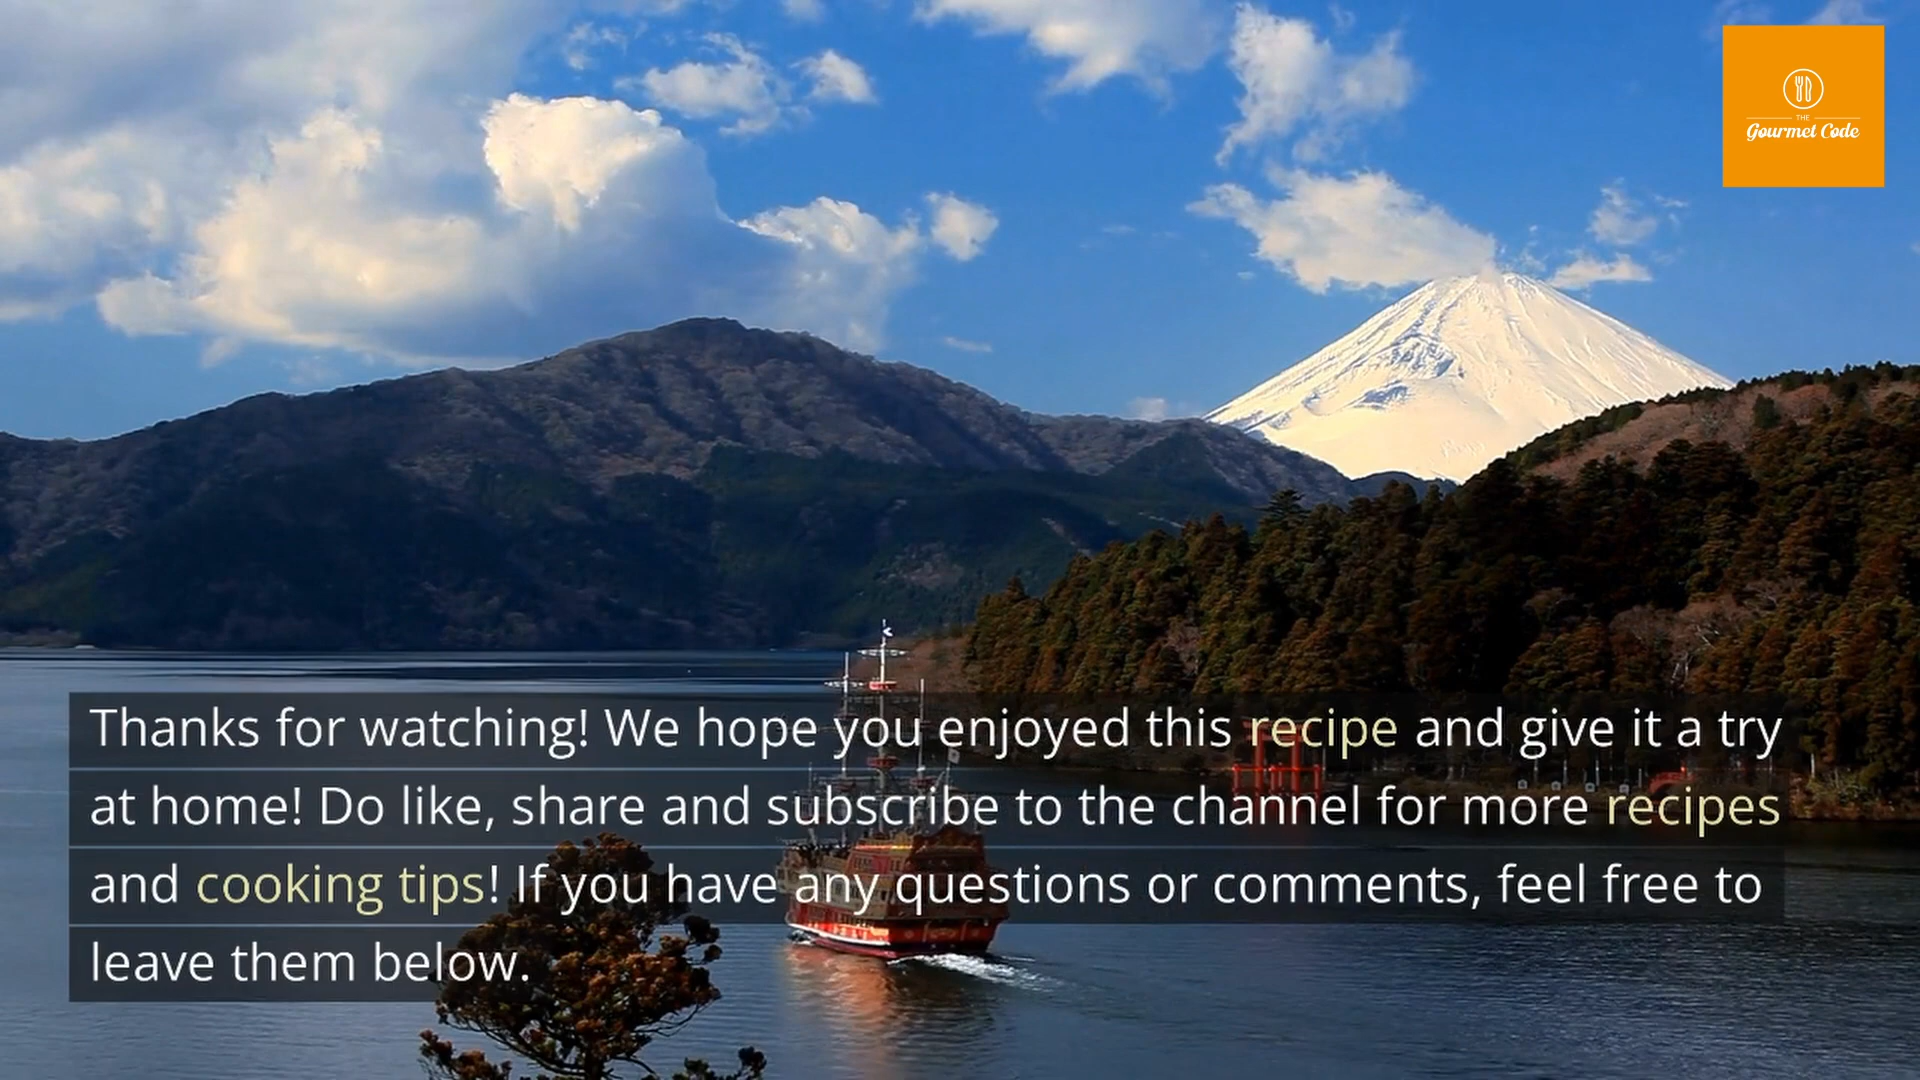 THE
Gourmet Code
Thanks for watching! We hope you enjoyed this recipe and give it a try
at home! Do like, share and subscribe to the channel for more recipes
and cooking tips! If you have any questions or comments, feel free to
leave them below.